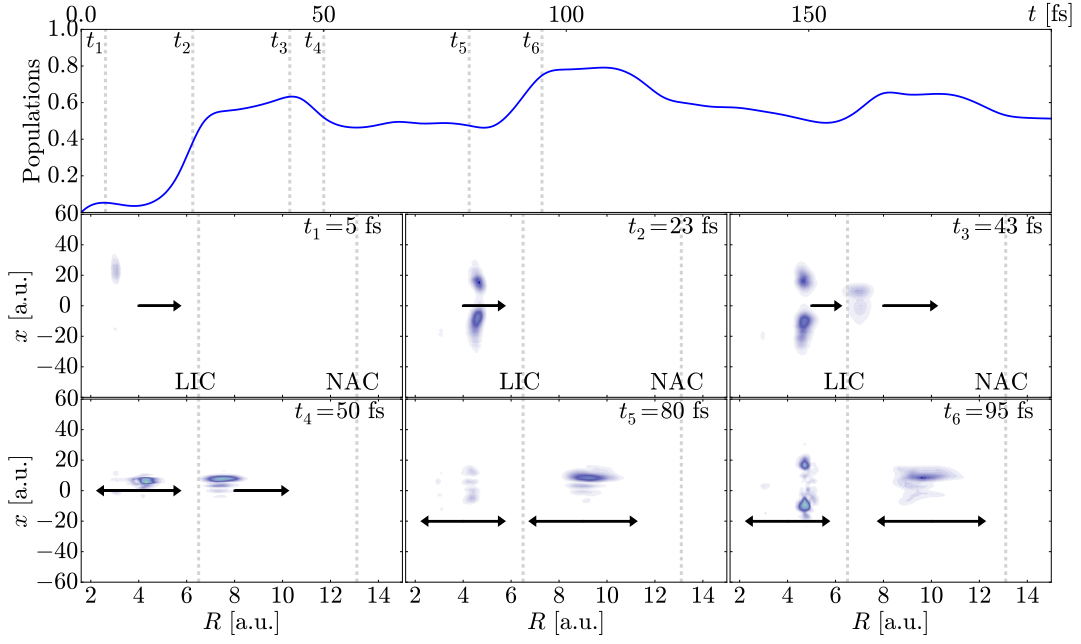 0.0 50 100 150 t [fs]
1.0
0.8
0.6
0.4
0.2
Populations
t1 t2 t3 t4 t5 t6
60
40
20
0
−20
−40
x [a.u.]
t1=5 fs
LIC NAC
t2=23 fs
LIC NAC
t3=43 fs
LIC NAC
60
40
20
0
−20
−40
−60
x [a.u.]
t4=50 fs
t5=80 fs
t6=95 fs
2 4 6 8 10 12 14
2 4 6 8 10 12 14
2 4 6 8 10 12 14
R [a.u.]
R [a.u.]
R [a.u.]